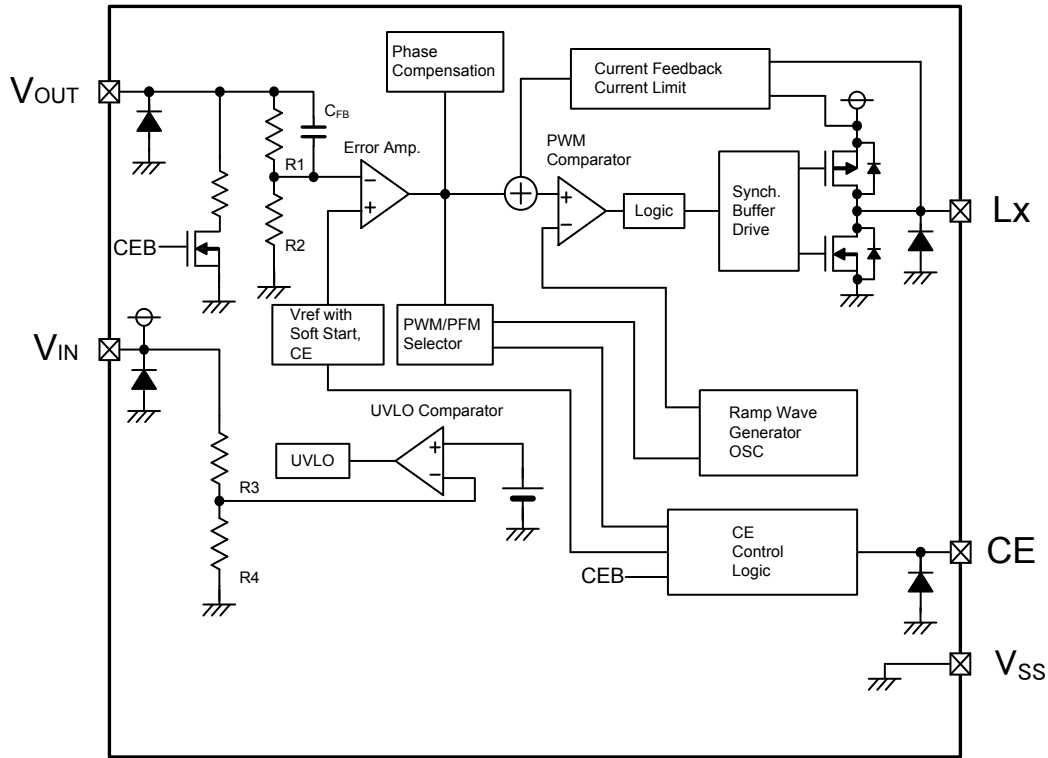 Phase
Compensation
Current Feedback
Current Limit
VOUT
CFB
R1
Error Amp.
PWM
Comparator
−
+
+
−
Logic
Synch.
Buffer
Drive
Lx
CEB
R2
Vref with
Soft Start,
CE
PWM/PFM
Selector
VIN
UVLO Comparator
Ramp Wave
Generator
OSC
UVLO
+
−
R3
CE
Control
Logic
CE
CEB
R4
VSS